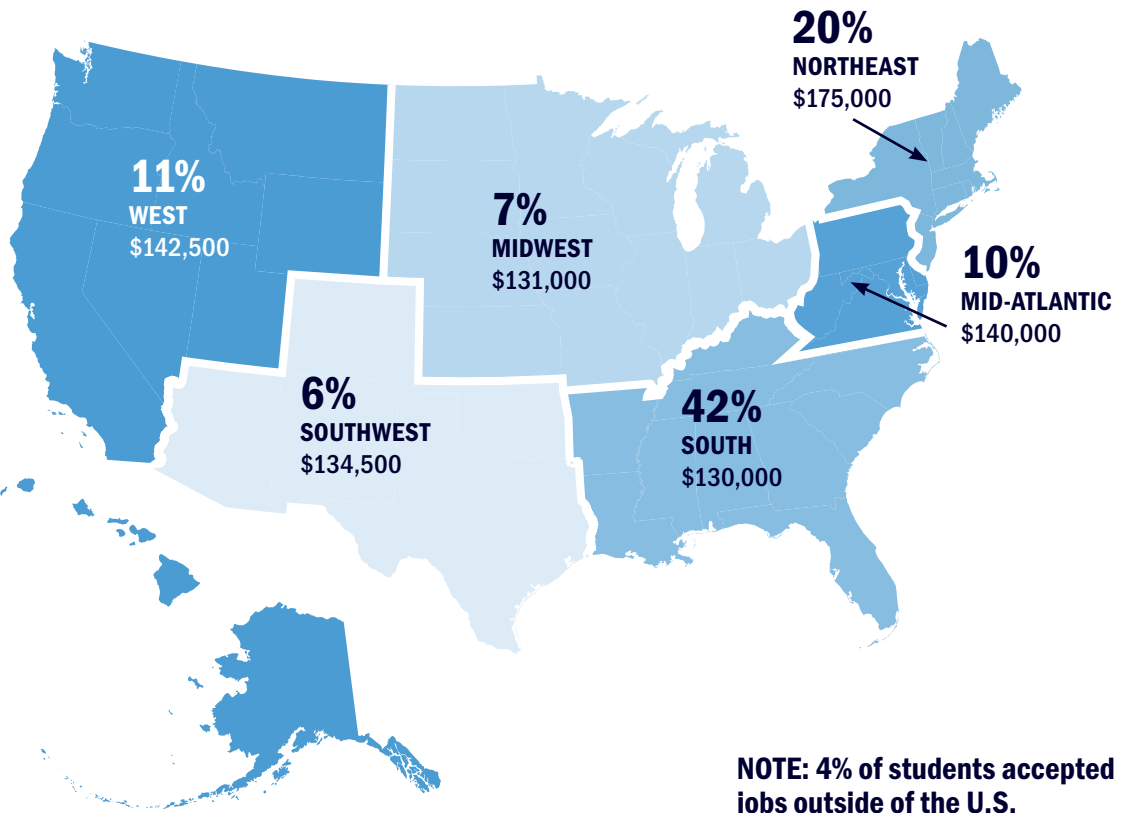 20%
NORTHEAST
$175,000
11%
WEST
$142,500
7%
MIDWEST
$131,000
10%
MID-ATLANTIC
$140,000
6%
SOUTHWEST
$134,500
42%
SOUTH
$130,000
NOTE: 4% of students accepted
jobs outside of the U.S.